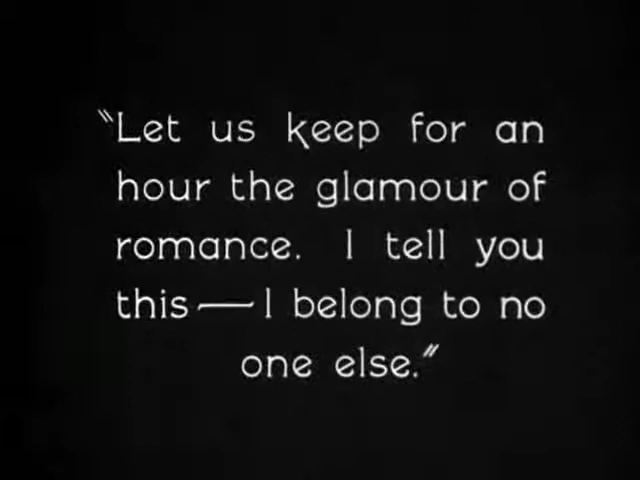 "Let us keep for an
hour the glamour of
romance. I tell you
this—I belong to no
one else."